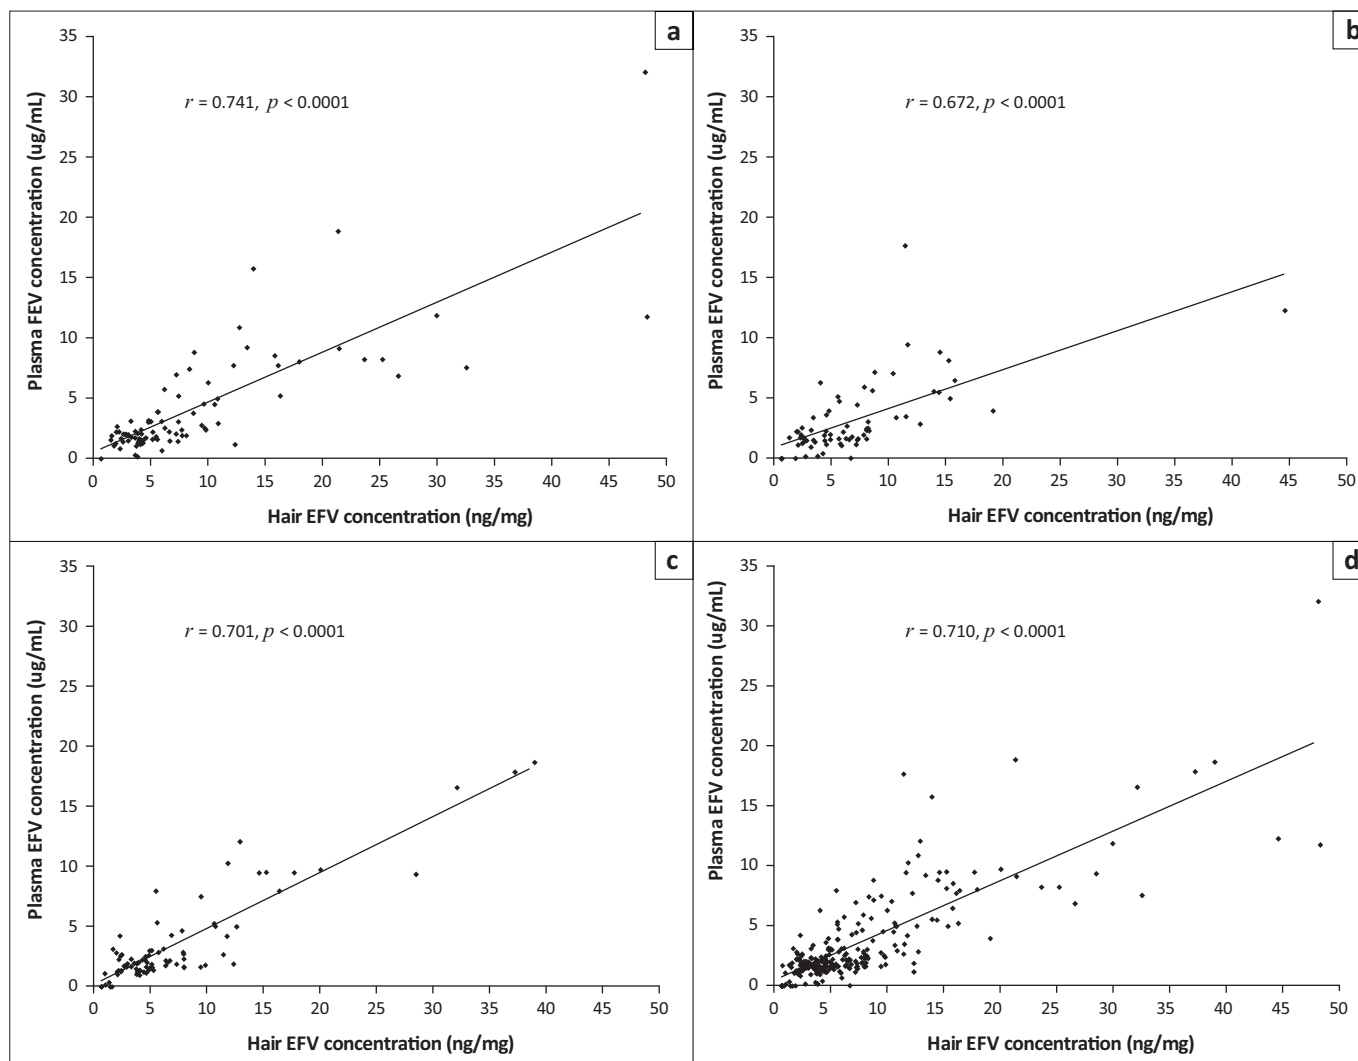 a
35
30
25
20
15
10
5
0
Plasma FEV concentration (ug/mL)
r = 0.741, p < 0.0001
0 5 10 15 20 25 30 35 40 45 50
Hair EFV concentration (ng/mg)
b
35
30
25
20
15
10
5
0
Plasma EFV concentration (ug/mL)
r = 0.672, p < 0.0001
0 5 10 15 20 25 30 35 40 45 50
Hair EFV concentration (ng/mg)
c
35
30
25
20
15
10
5
0
Plasma EFV concentration (ug/mL)
r = 0.701, p < 0.0001
0 5 10 15 20 25 30 35 40 45 50
Hair EFV concentration (ng/mg)
d
35
30
25
20
15
10
5
0
Plasma EFV concentration (ug/mL)
r = 0.710, p < 0.0001
0 5 10 15 20 25 30 35 40 45 50
Hair EFV concentration (ng/mg)